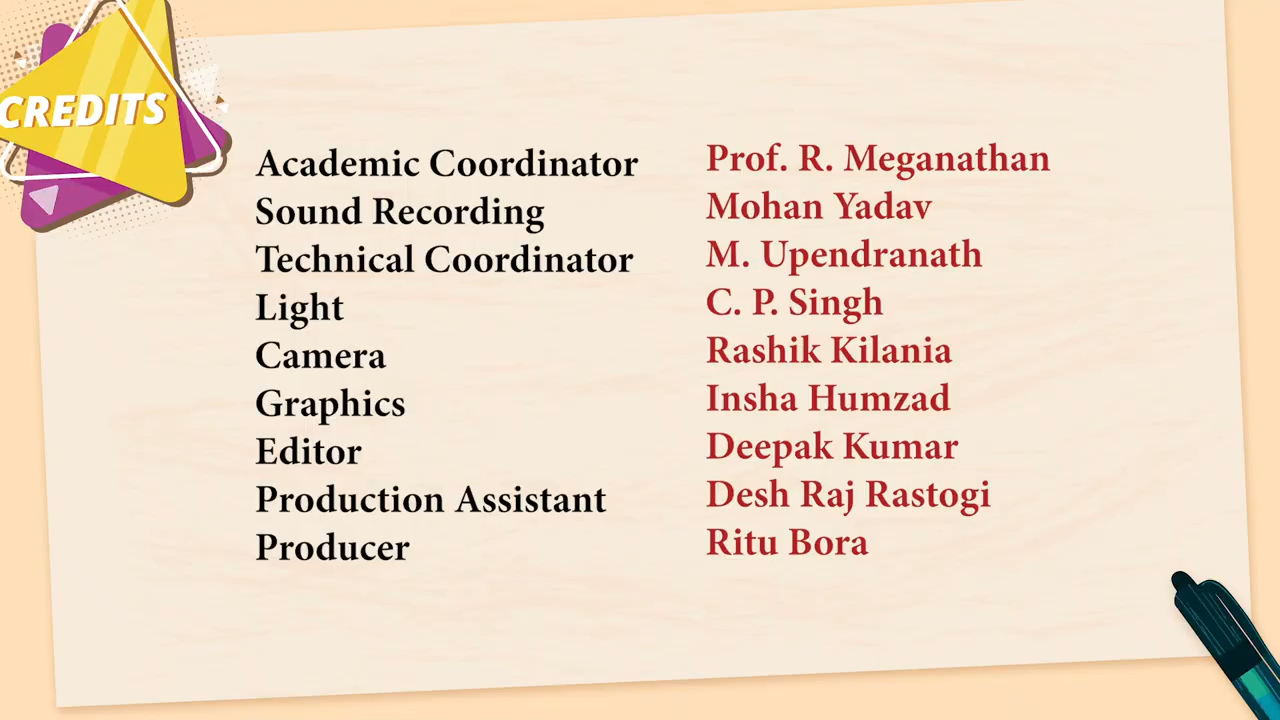 CREDITS
Academic Coordinator Prof. R. Meganathan
Sound Recording Mohan Yadav
Technical Coordinator M. Upendranath
Light C. P. Singh
Camera Rashik Kilania
Graphics Insha Humzad
Editor Deepak Kumar
Production Assistant Desh Raj Rastogi
Producer Ritu Bora